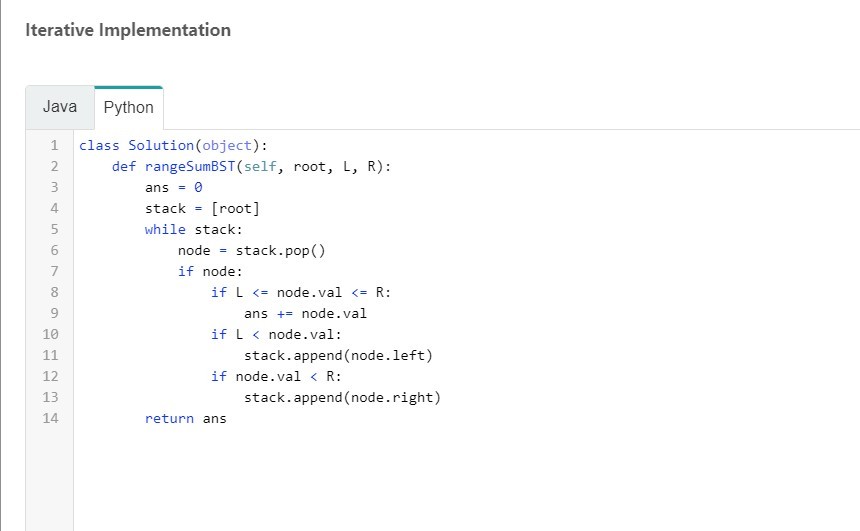 Iterative Implementation
Java Python
1 class Solution(object):
2     def rangeSumBST(self, root, L, R):
3         ans = 0
4         stack = [root]
5         while stack:
6             node = stack.pop()
7             if node:
8                 if L <= node.val <= R:
9                     ans += node.val
10                 if L < node.val:
11                     stack.append(node.left)
12                 if node.val < R:
13                     stack.append(node.right)
14         return ans